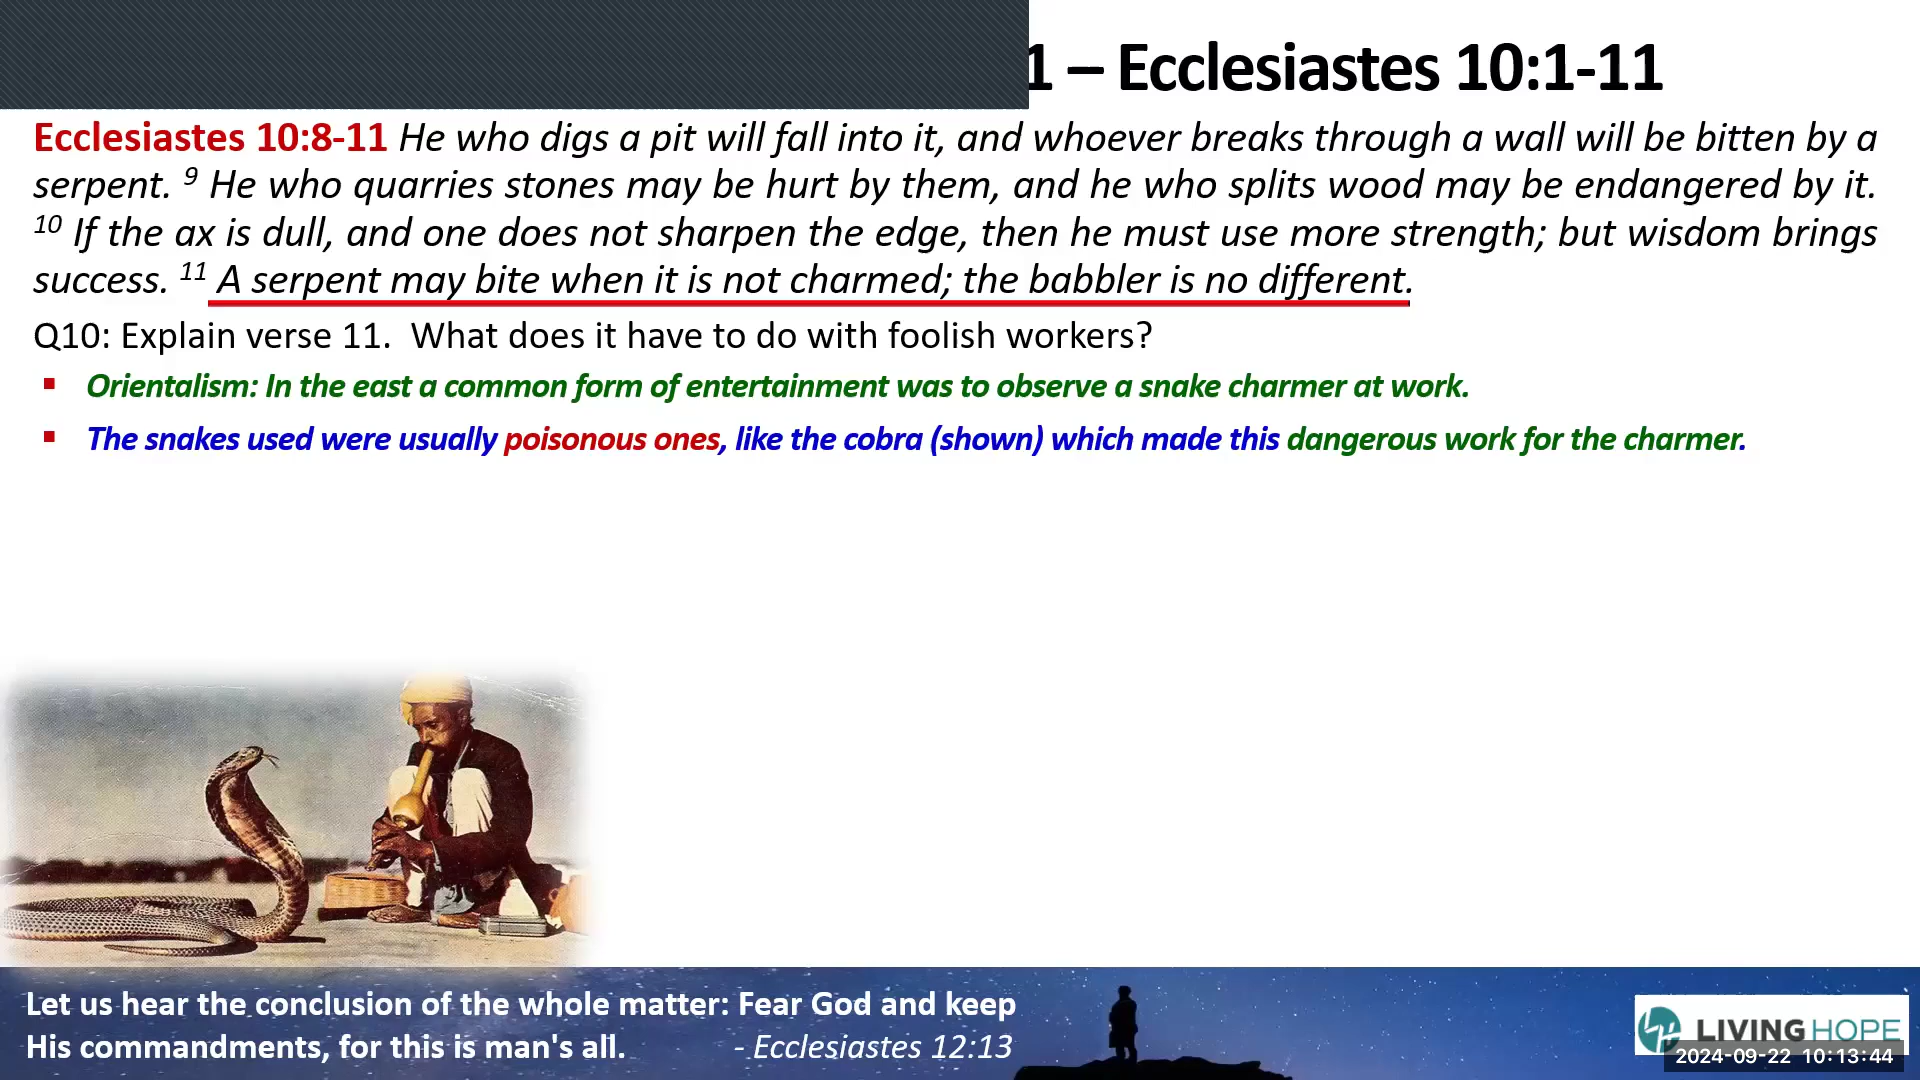 1 – Ecclesiastes 10:1-11
Ecclesiastes 10:8-11 He who digs a pit will fall into it, and whoever breaks through a wall will be bitten by a
serpent. 9 He who quarries stones may be hurt by them, and he who splits wood may be endangered by it.
10 If the ax is dull, and one does not sharpen the edge, then he must use more strength; but wisdom brings
success. 11 A serpent may bite when it is not charmed; the babbler is no different.
Q10: Explain verse 11. What does it have to do with foolish workers?
▪ Orientalism: In the east a common form of entertainment was to observe a snake charmer at work.
▪ The snakes used were usually poisonous ones, like the cobra (shown) which made this dangerous work for the charmer.
Let us hear the conclusion of the whole matter: Fear God and keep
His commandments, for this is man's all. - Ecclesiastes 12:13
LIVING HOPE
2024-09-22 10:13:44